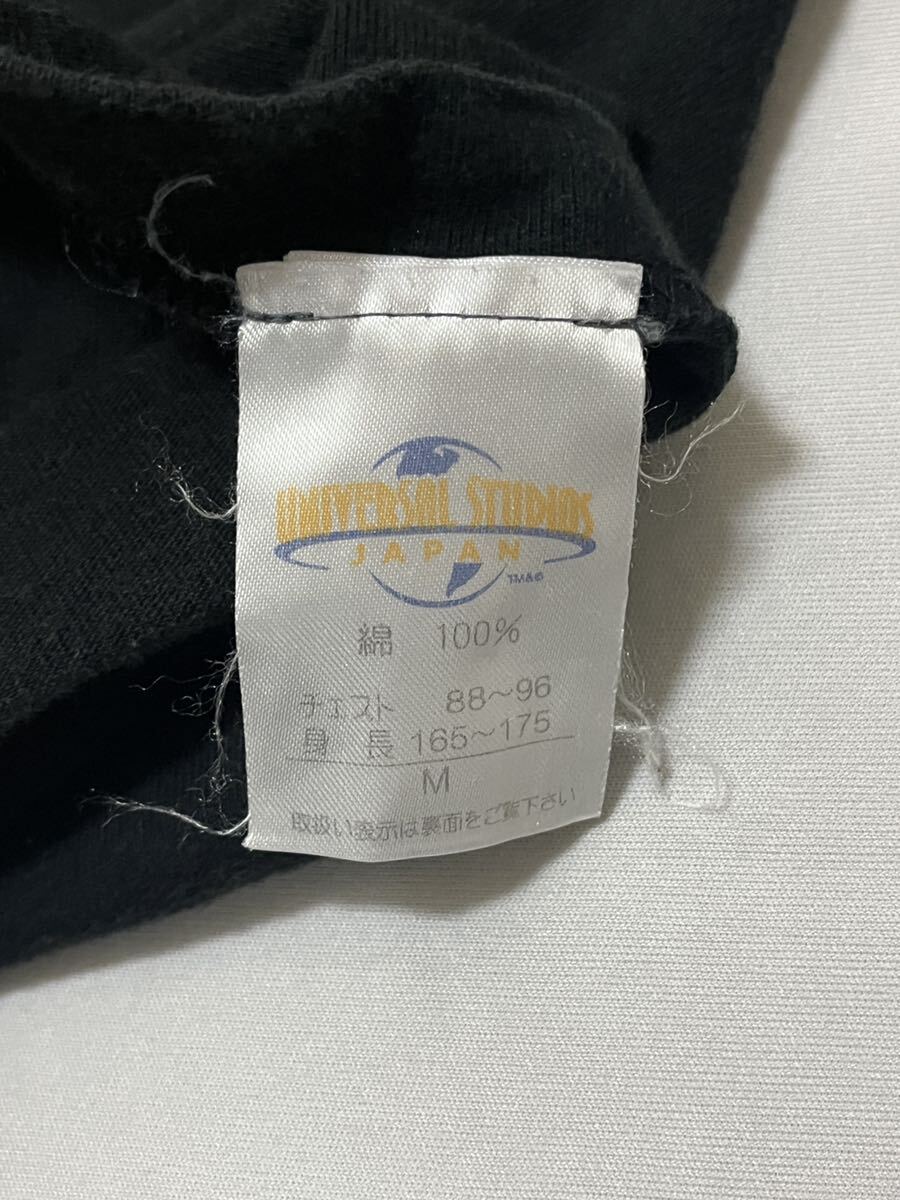 UNIVERSAL STUDIOS
JAPAN
TM&©
綿 100%
チェスト 88〜96
身長 165〜175
M
取扱い表示は裏面をご覧下さい